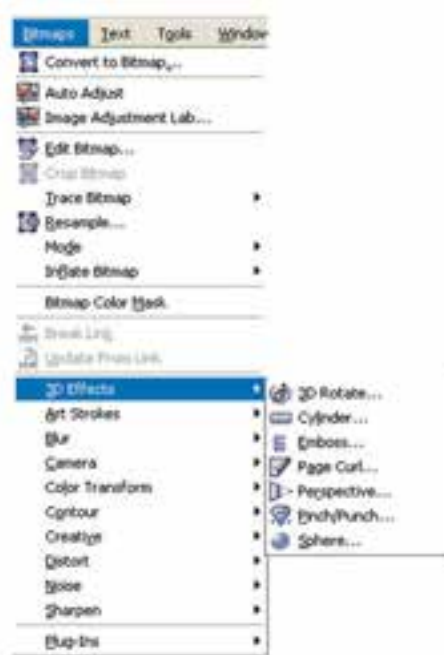 Bitmaps Text Tools Window
Convert to Bitmap...
Auto Adjust
Image Adjustment Lab...
Edit Bitmap...
Crop Bitmap
Trace Bitmap
Resample...
Mode
Inflate Bitmap
Bitmap Color Mask
Break Link
Update From Link
3D Effects
Art Strokes
Blur
Camera
Color Transform
Contour
Creative
Distort
Noise
Sharpen
Plug-Ins
3D Rotate...
Cylinder...
Emboss...
Page Curl...
Perspective...
Pinch/Punch...
Sphere...